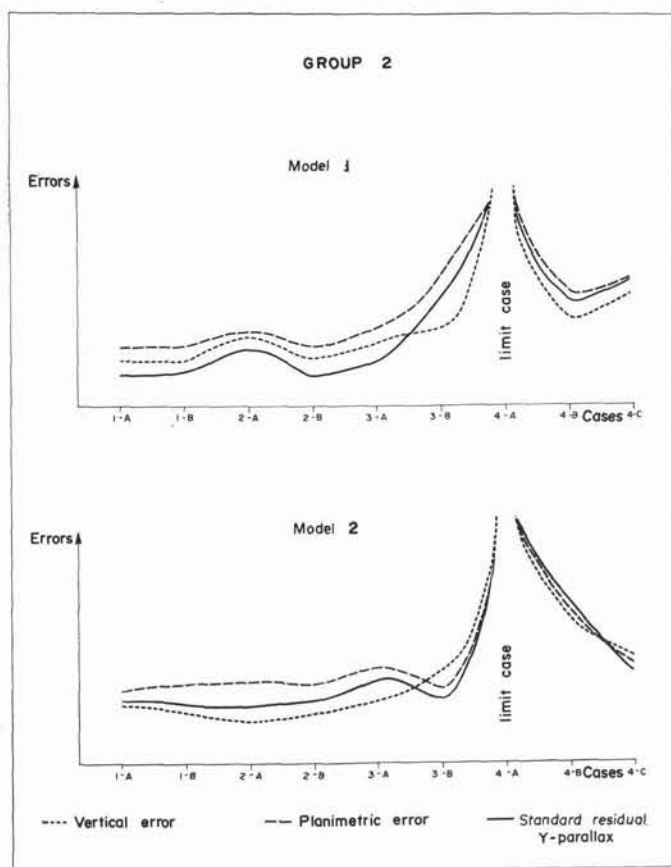 GROUP 2
Model 1
Errors
limit case
1-A 1-B 2-A 2-B 3-A 3-B 4-A 4-B Cases 4-C
Model 2
Errors
limit case
1-A 1-B 2-A 2-B 3-A 3-B 4-A 4-B Cases 4-C
Vertical error Planimetric error Standard residual
Y-parallax